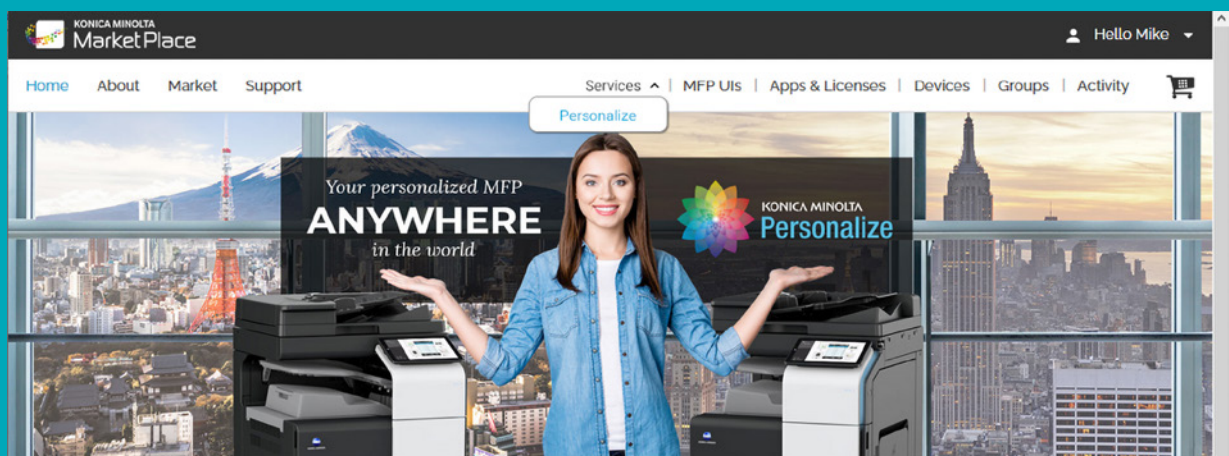 KONICA MINOLTA
MarketPlace
Hello Mike
Home About Market Support
Services | MFP UIs | Apps & Licenses | Devices | Groups | Activity
Personalize
Your personalized MFP
ANYWHERE
in the world
KONICA MINOLTA
Personalize